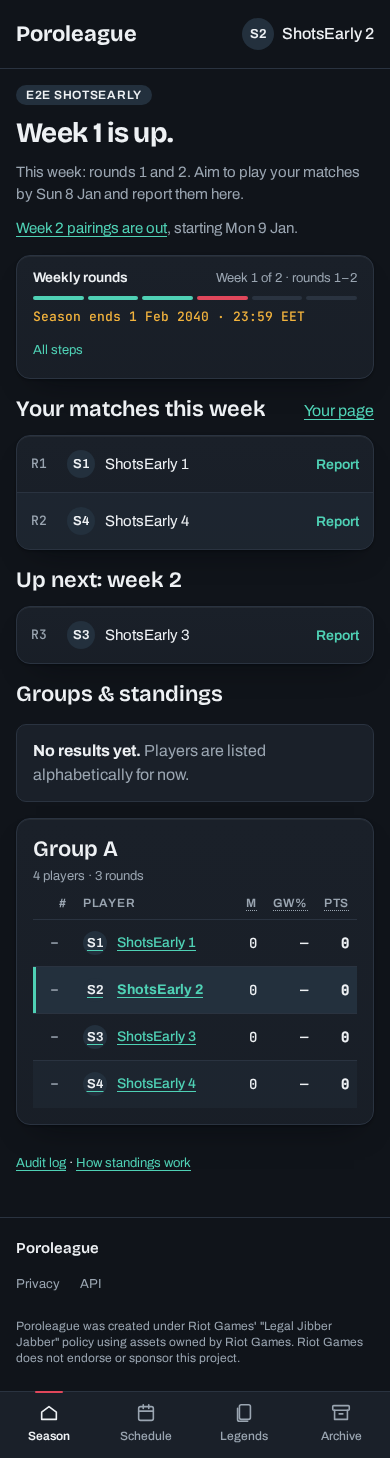 Poroleague
S2 ShotsEarly 2
E2E SHOTSEARLY
Week 1 is up.
This week: rounds 1 and 2. Aim to play your matches
by Sun 8 Jan and report them here.
Week 2 pairings are out, starting Mon 9 Jan.
Weekly rounds Week 1 of 2 · rounds 1–2
Season ends 1 Feb 2040 · 23:59 EET
All steps
Your matches this week Your page
R1 S1 ShotsEarly 1 Report
R2 S4 ShotsEarly 4 Report
Up next: week 2
R3 S3 ShotsEarly 3 Report
Groups & standings
No results yet. Players are listed
alphabetically for now.
Group A
4 players · 3 rounds
# PLAYER M GW% PTS
– S1 ShotsEarly 1 0 – 0
– S2 ShotsEarly 2 0 – 0
– S3 ShotsEarly 3 0 – 0
– S4 ShotsEarly 4 0 – 0
Audit log · How standings work
Poroleague
Privacy API
Poroleague was created under Riot Games' "Legal Jibber
Jabber" policy using assets owned by Riot Games. Riot Games
does not endorse or sponsor this project.
Season Schedule Legends Archive